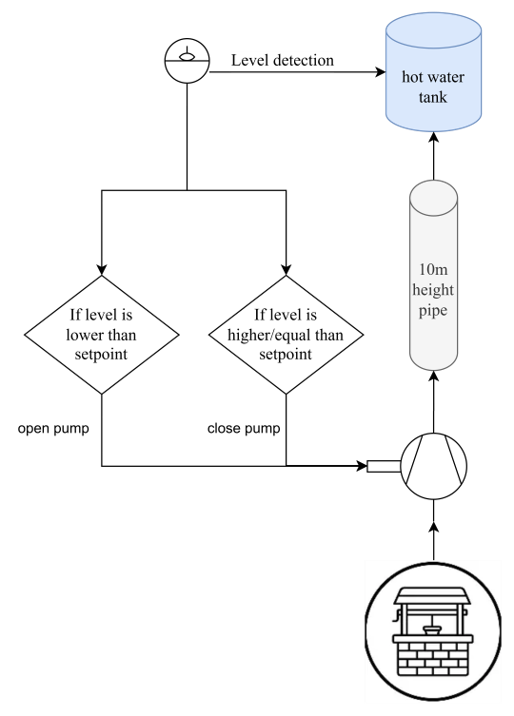 Level detection
hot water
tank
10m
height
pipe
If level is
lower than
setpoint
If level is
higher/equal than
setpoint
open pump
close pump